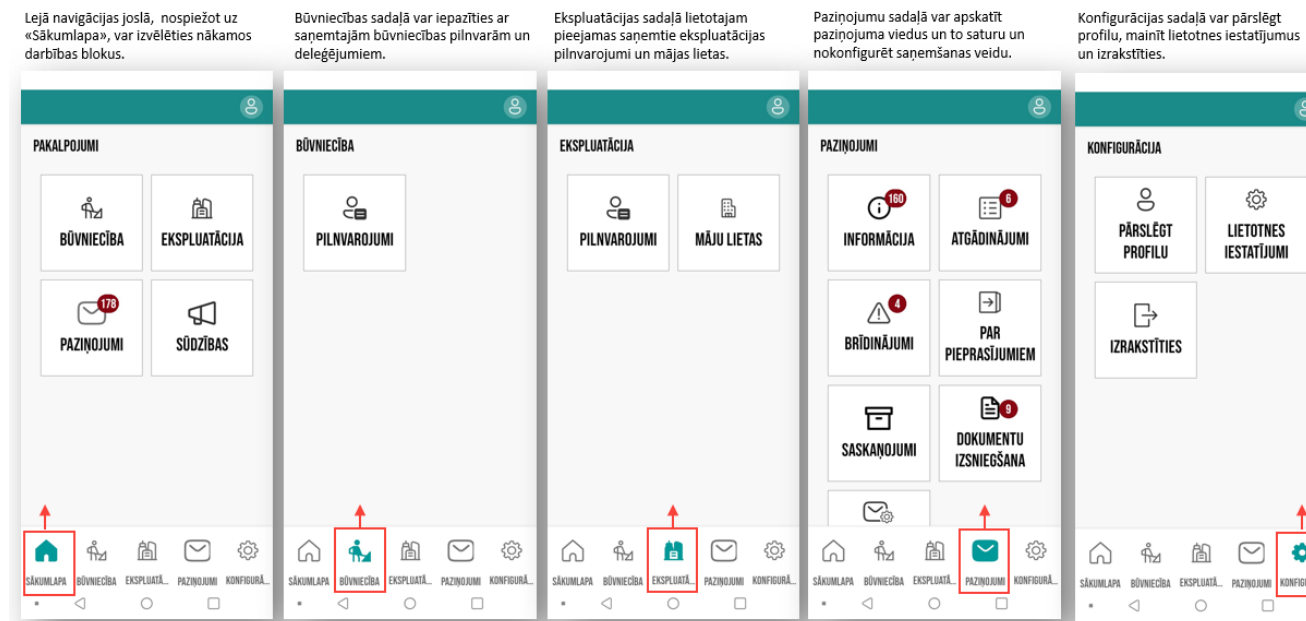 Lejā navigācijas joslā, nospiežot uz
«Sākumlapa», var izvēlēties nākamos
darbības blokus.
PAKALPOJUMI
BŪVNIECĪBA
EKSPLUATĀCIJA
178
PAZIŅOJUMI
SŪDZĪBAS
SĀKUMLAPA
BŪVNIECĪBA
EKSPLUATĀ...
PAZIŅOJUMI
KONFIGURĀ...
Būvniecības sadaļā var iepazīties ar
saņemtajām būvniecības pilnvarām un
deleģējumiem.
BŪVNIECĪBA
PILNVAROJUMI
SĀKUMLAPA
BŪVNIECĪBA
EKSPLUATĀ...
PAZIŅOJUMI
KONFIGURĀ...
Ekspluatācijas sadaļā lietotajam
pieejamas saņemtie ekspluatācijas
pilnvarojumi un mājas lietas.
EKSPLUATĀCIJA
PILNVAROJUMI
MĀJU LIETAS
SĀKUMLAPA
BŪVNIECĪBA
EKSPLUATĀ...
PAZIŅOJUMI
KONFIGURĀ...
Paziņojumu sadaļā var apskatīt
paziņojuma viedus un to saturu un
nokonfigurēt saņemšanas veidu.
PAZIŅOJUMI
160
INFORMĀCIJA
6
ATGĀDINĀJUMI
4
BRĪDINĀJUMI
PAR
PIEPRASĪJUMIEM
SASKAŅOJUMI
9
DOKUMENTU
IZSNIEGŠANA
SĀKUMLAPA
BŪVNIECĪBA
EKSPLUATĀ...
PAZIŅOJUMI
KONFIGURĀ...
Konfigurācijas sadaļā var pārslēgt
profilu, mainīt lietotnes iestatījumus
un izrakstīties.
KONFIGURĀCIJA
PĀRSLĒGT
PROFILU
LIETOTNES
IESTATĪJUMI
IZRAKSTĪTIES
SĀKUMLAPA
BŪVNIECĪBA
EKSPLUATĀ...
PAZIŅOJUMI